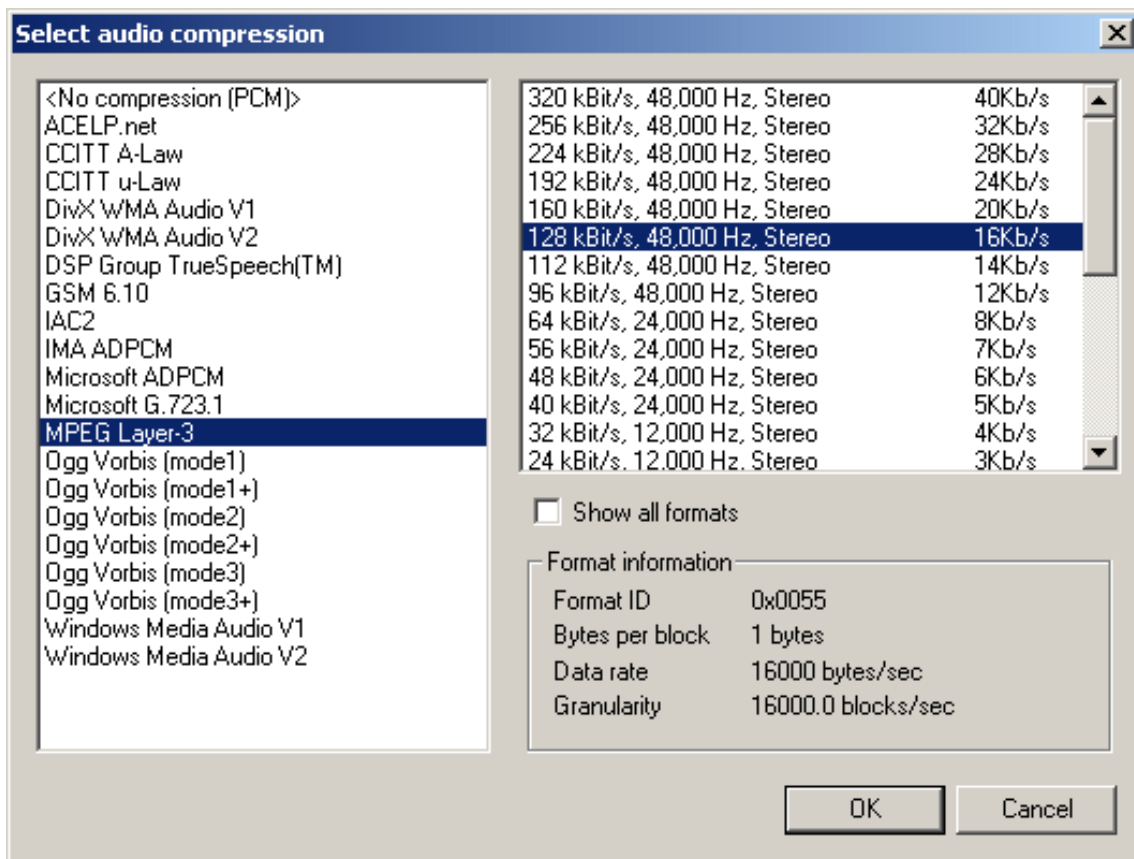 Select audio compression
<No compression (PCM)>
ACELP.net
CCITT A-Law
CCITT u-Law
DivX WMA Audio V1
DivX WMA Audio V2
DSP Group TrueSpeech(TM)
GSM 6.10
IAC2
IMA ADPCM
Microsoft ADPCM
Microsoft G.723.1
MPEG Layer-3
Ogg Vorbis (mode1)
Ogg Vorbis (mode1+)
Ogg Vorbis (mode2)
Ogg Vorbis (mode2+)
Ogg Vorbis (mode3)
Ogg Vorbis (mode3+)
Windows Media Audio V1
Windows Media Audio V2
320 kBit/s, 48,000 Hz, Stereo 40Kb/s
256 kBit/s, 48,000 Hz, Stereo 32Kb/s
224 kBit/s, 48,000 Hz, Stereo 28Kb/s
192 kBit/s, 48,000 Hz, Stereo 24Kb/s
160 kBit/s, 48,000 Hz, Stereo 20Kb/s
128 kBit/s, 48,000 Hz, Stereo 16Kb/s
112 kBit/s, 48,000 Hz, Stereo 14Kb/s
96 kBit/s, 48,000 Hz, Stereo 12Kb/s
64 kBit/s, 24,000 Hz, Stereo 8Kb/s
56 kBit/s, 24,000 Hz, Stereo 7Kb/s
48 kBit/s, 24,000 Hz, Stereo 6Kb/s
40 kBit/s, 24,000 Hz, Stereo 5Kb/s
32 kBit/s, 12,000 Hz, Stereo 4Kb/s
24 kBit/s, 12,000 Hz, Stereo 3Kb/s
Show all formats
Format information
Format ID 0x0055
Bytes per block 1 bytes
Data rate 16000 bytes/sec
Granularity 16000.0 blocks/sec
OK Cancel